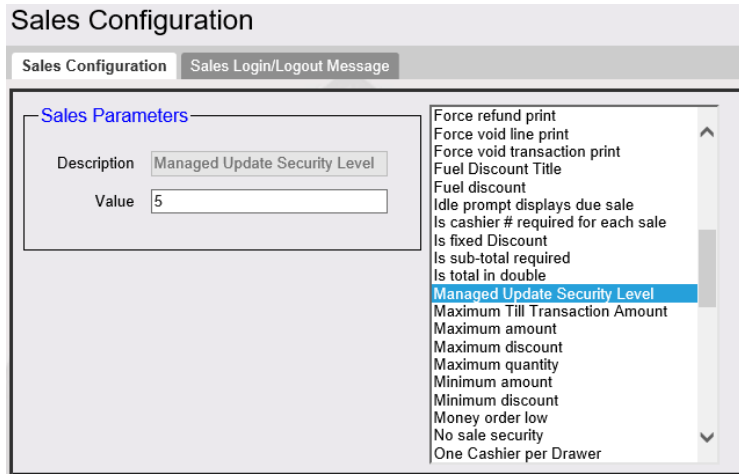 Sales Configuration
Sales Configuration
Sales Login/Logout Message
Sales Parameters
Description
Managed Update Security Level
Value
5
Force refund print
Force void line print
Force void transaction print
Fuel Discount Title
Fuel discount
Idle prompt displays due sale
Is cashier # required for each sale
Is fixed Discount
Is sub-total required
Is total in double
Managed Update Security Level
Maximum Till Transaction Amount
Maximum amount
Maximum discount
Maximum quantity
Minimum amount
Minimum discount
Money order low
No sale security
One Cashier per Drawer